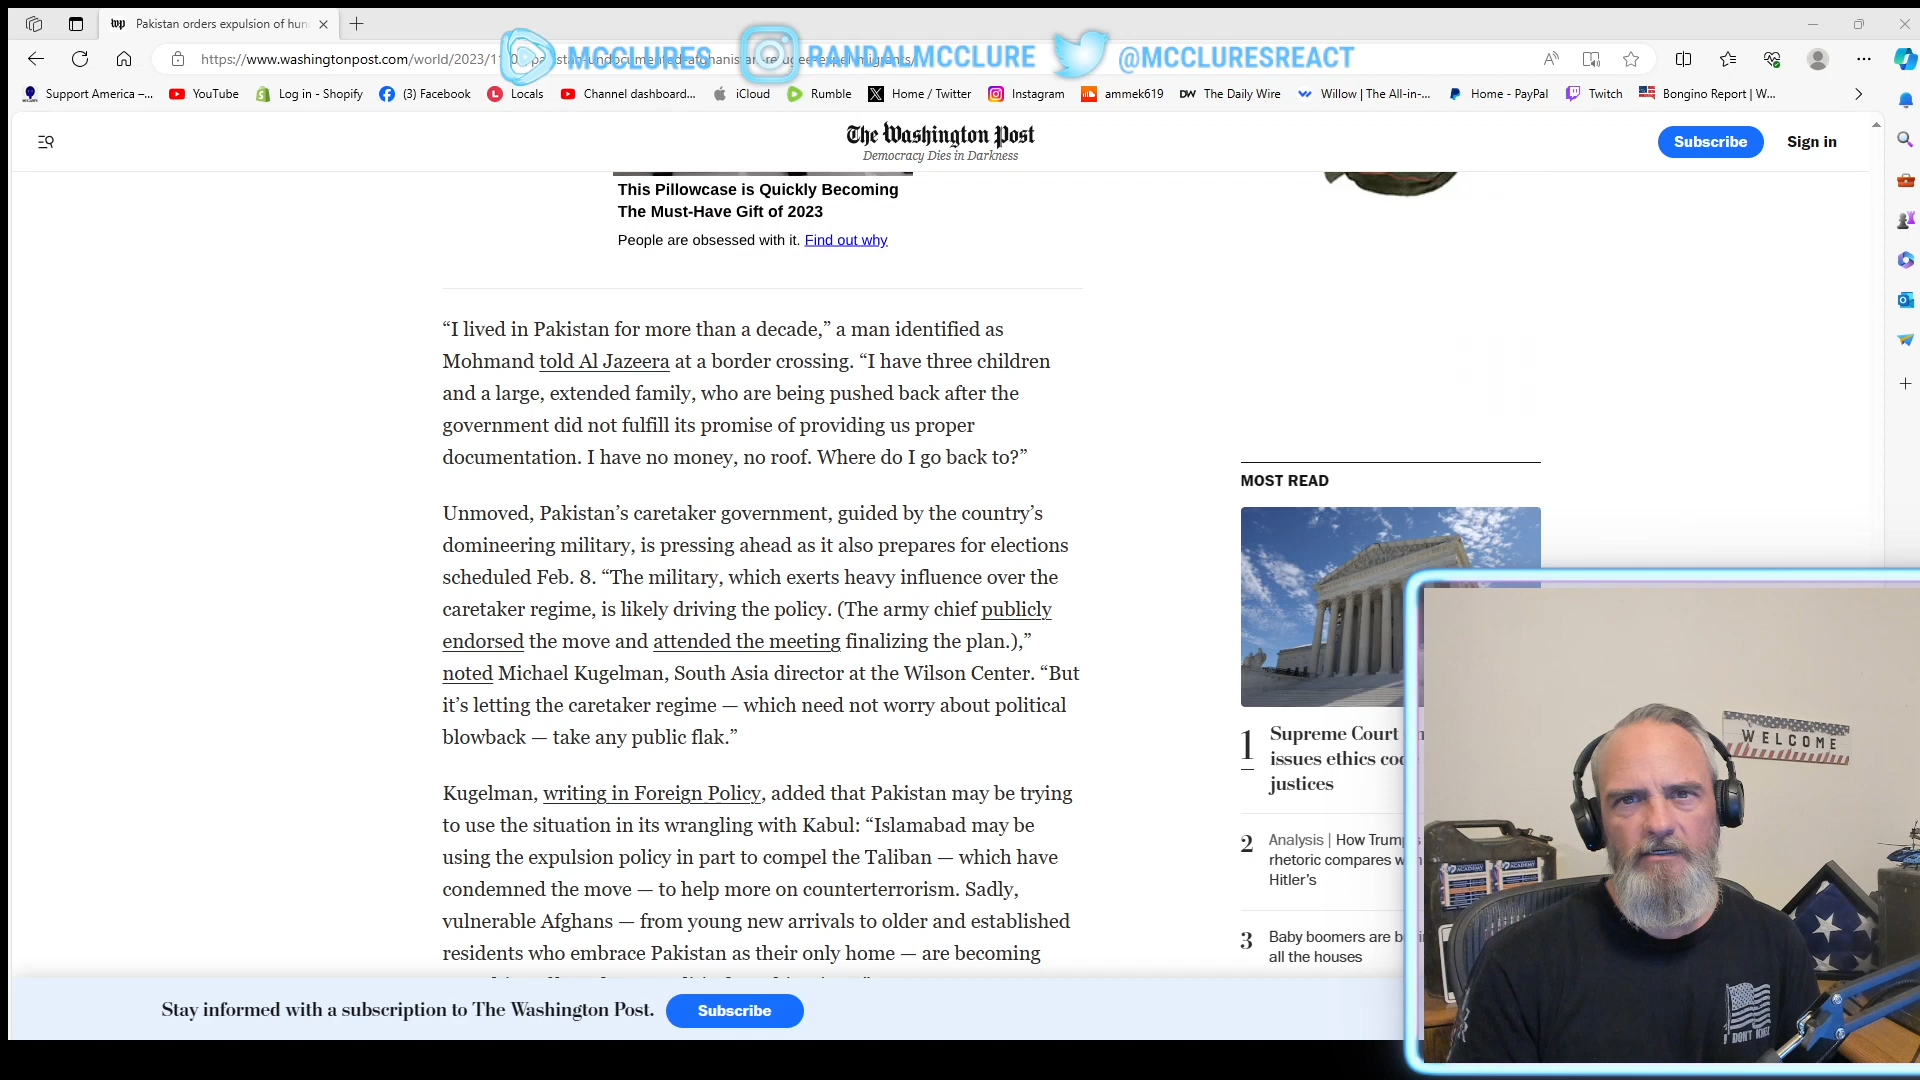 Pakistan orders expulsion of hun
MCCLURES
RANDALMCCLURE
@MCCLURESREACT
https://www.washingtonpost.com/world/2023/11
Support America –...
YouTube
Log in - Shopify
(3) Facebook
Locals
Channel dashboard...
iCloud
Rumble
Home / Twitter
Instagram
ammek619
DW The Daily Wire
Willow | The All-in-...
Home - PayPal
Twitch
Bongino Report | W...
The Washington Post
Democracy Dies in Darkness
Subscribe
Sign in
This Pillowcase is Quickly Becoming
The Must-Have Gift of 2023
People are obsessed with it. Find out why
“I lived in Pakistan for more than a decade,” a man identified as
Mohmand told Al Jazeera at a border crossing. “I have three children
and a large, extended family, who are being pushed back after the
government did not fulfill its promise of providing us proper
documentation. I have no money, no roof. Where do I go back to?”
Unmoved, Pakistan’s caretaker government, guided by the country’s
domineering military, is pressing ahead as it also prepares for elections
scheduled Feb. 8. “The military, which exerts heavy influence over the
caretaker regime, is likely driving the policy. (The army chief publicly
endorsed the move and attended the meeting finalizing the plan.),”
noted Michael Kugelman, South Asia director at the Wilson Center. “But
it’s letting the caretaker regime — which need not worry about political
blowback — take any public flak.”
Kugelman, writing in Foreign Policy, added that Pakistan may be trying
to use the situation in its wrangling with Kabul: “Islamabad may be
using the expulsion policy in part to compel the Taliban — which have
condemned the move — to help more on counterterrorism. Sadly,
vulnerable Afghans — from young new arrivals to older and established
residents who embrace Pakistan as their only home — are becoming
MOST READ
1
Supreme Court
issues ethics
justices
2
Analysis | How Trump
rhetoric compares
Hitler’s
3
Baby boomers are
all the houses
WELCOME
ACADEMY
DON'T KNEEL
Stay informed with a subscription to The Washington Post.
Subscribe